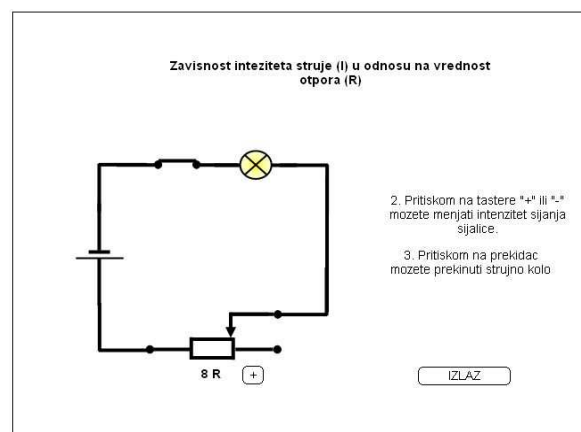 Zavisnost inteziteta struje (I) u odnosu na vrednost
otpora (R)
2. Pritiskom na tastere "+" ili "-"
mozete menjati intenzitet sijanja
sijalice.
3. Pritiskom na prekidac
mozete prekinuti strujno kolo
8 R
+
IZLAZ